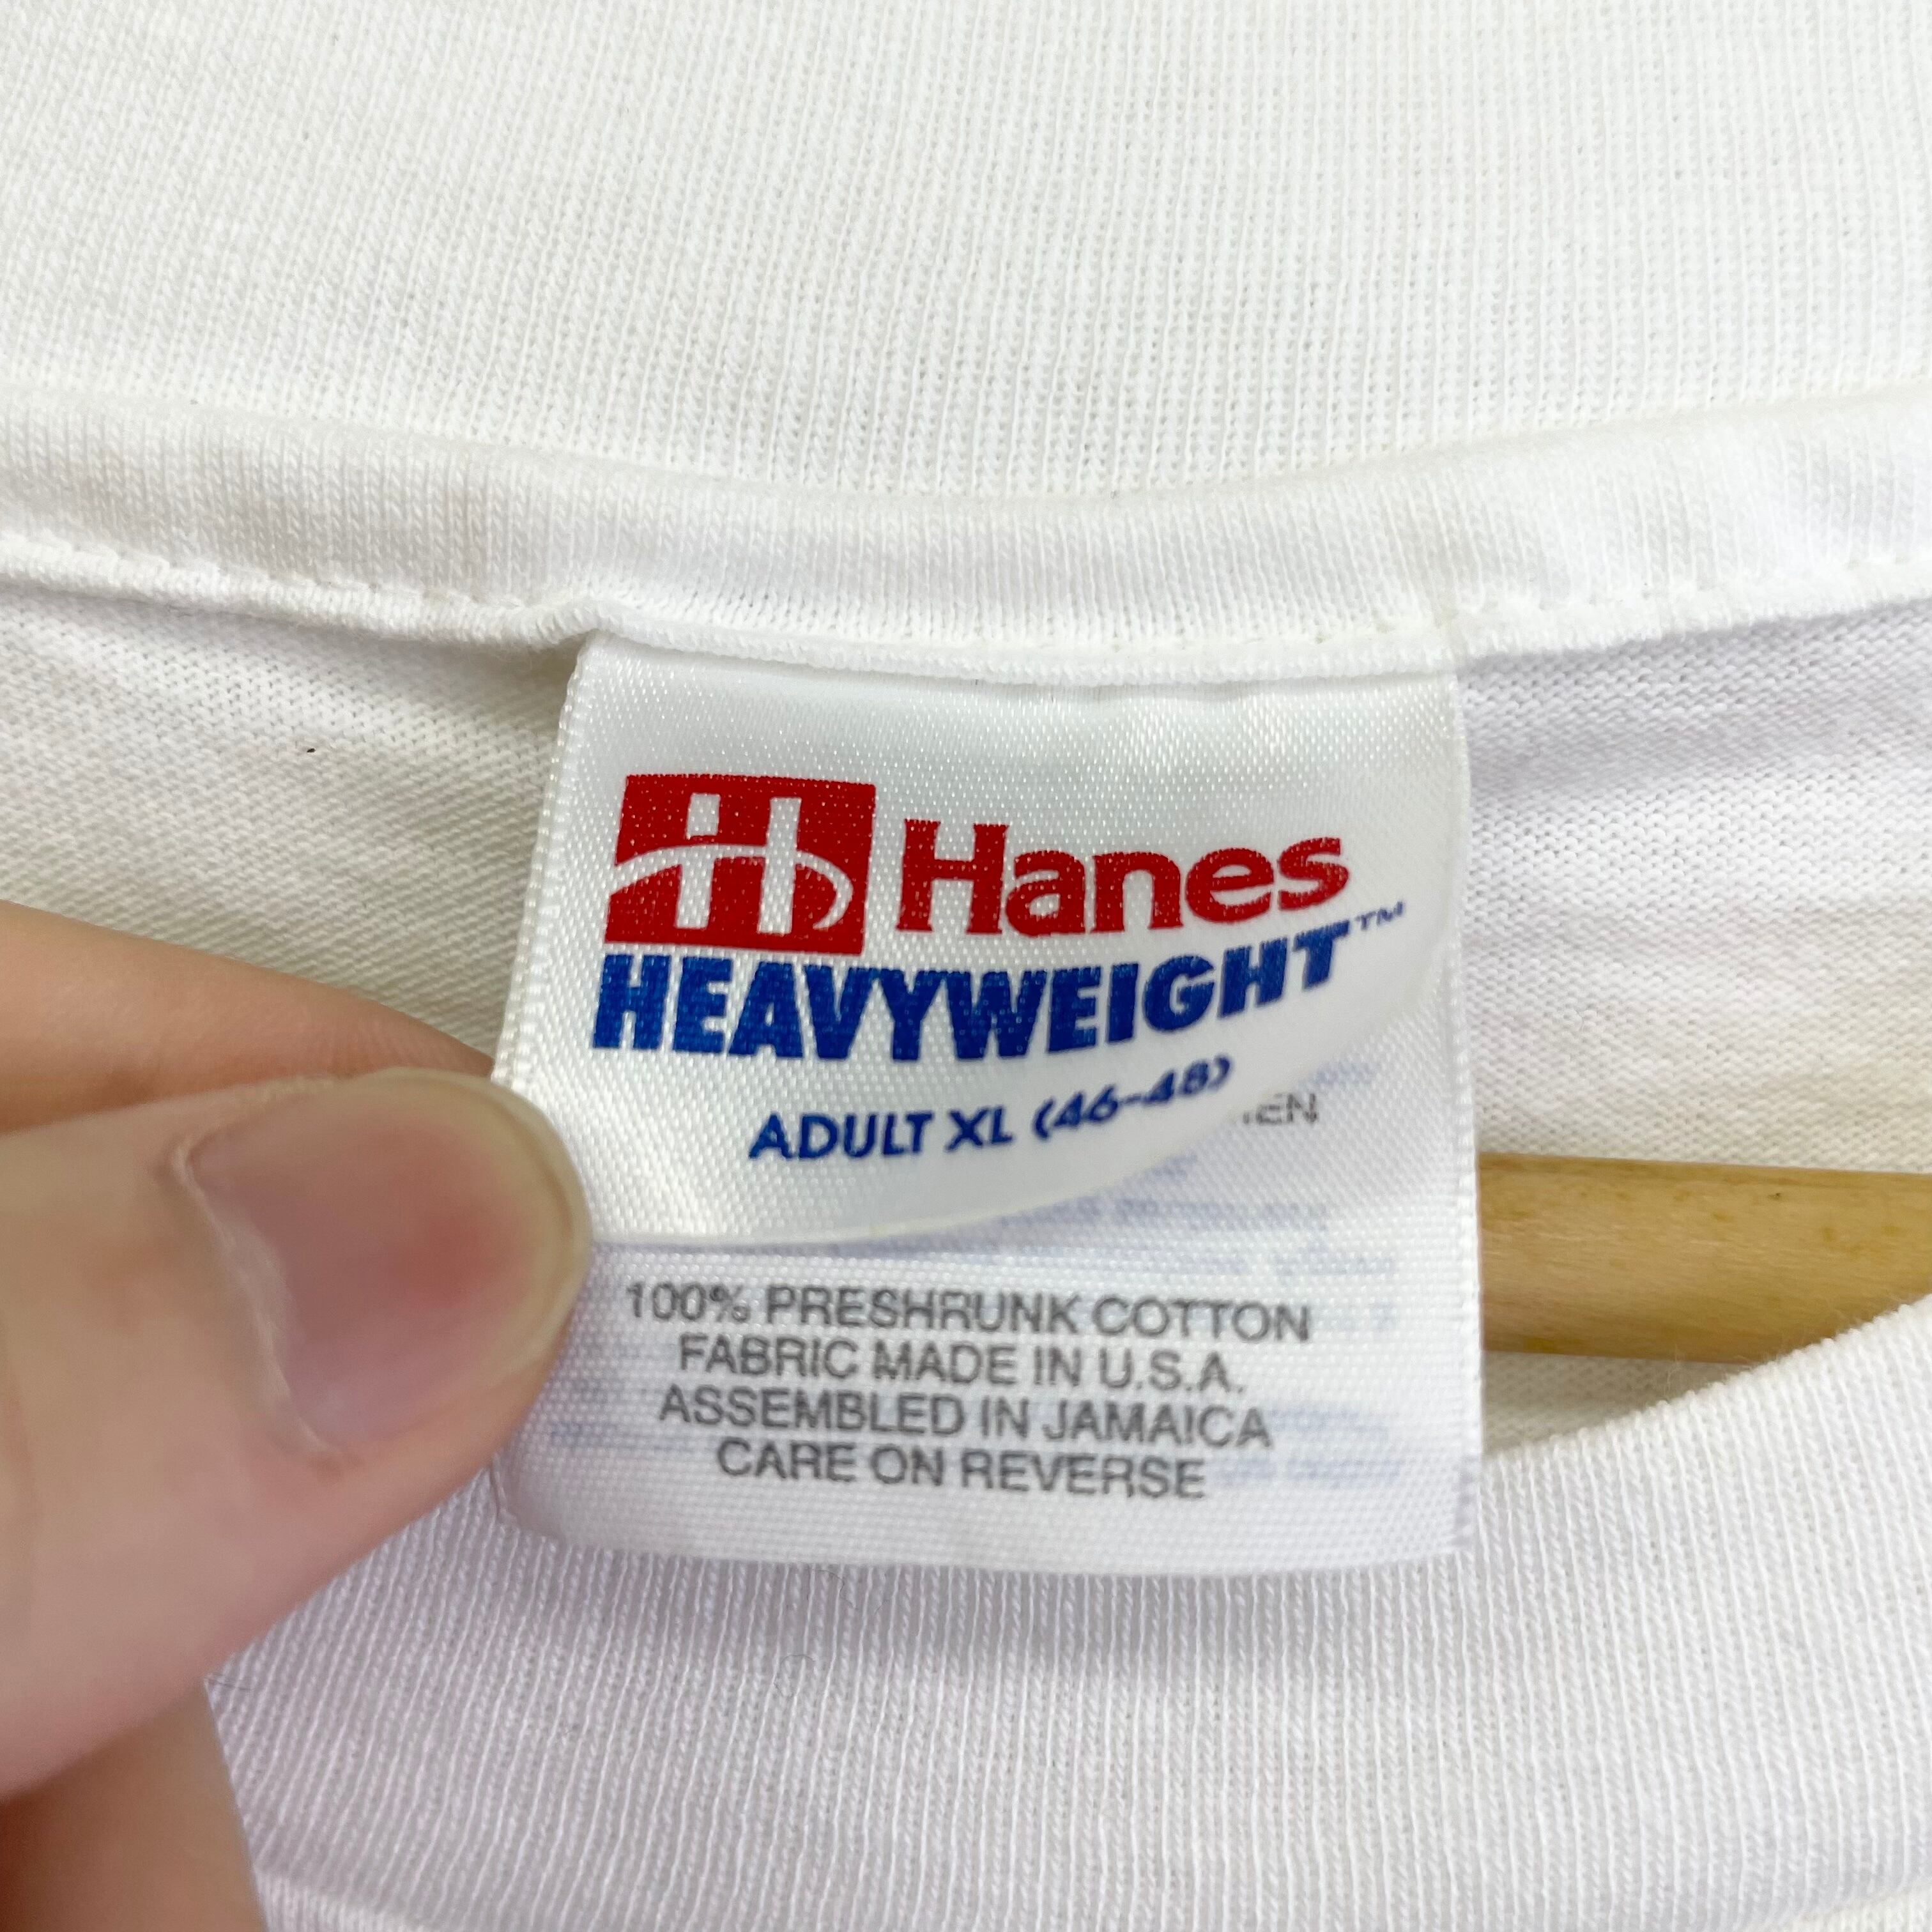 H Hanes
HEAVYWEIGHT™
ADULT XL (46-48)
100% PRESHRUNK COTTON
FABRIC MADE IN U.S.A.
ASSEMBLED IN JAMAICA
CARE ON REVERSE